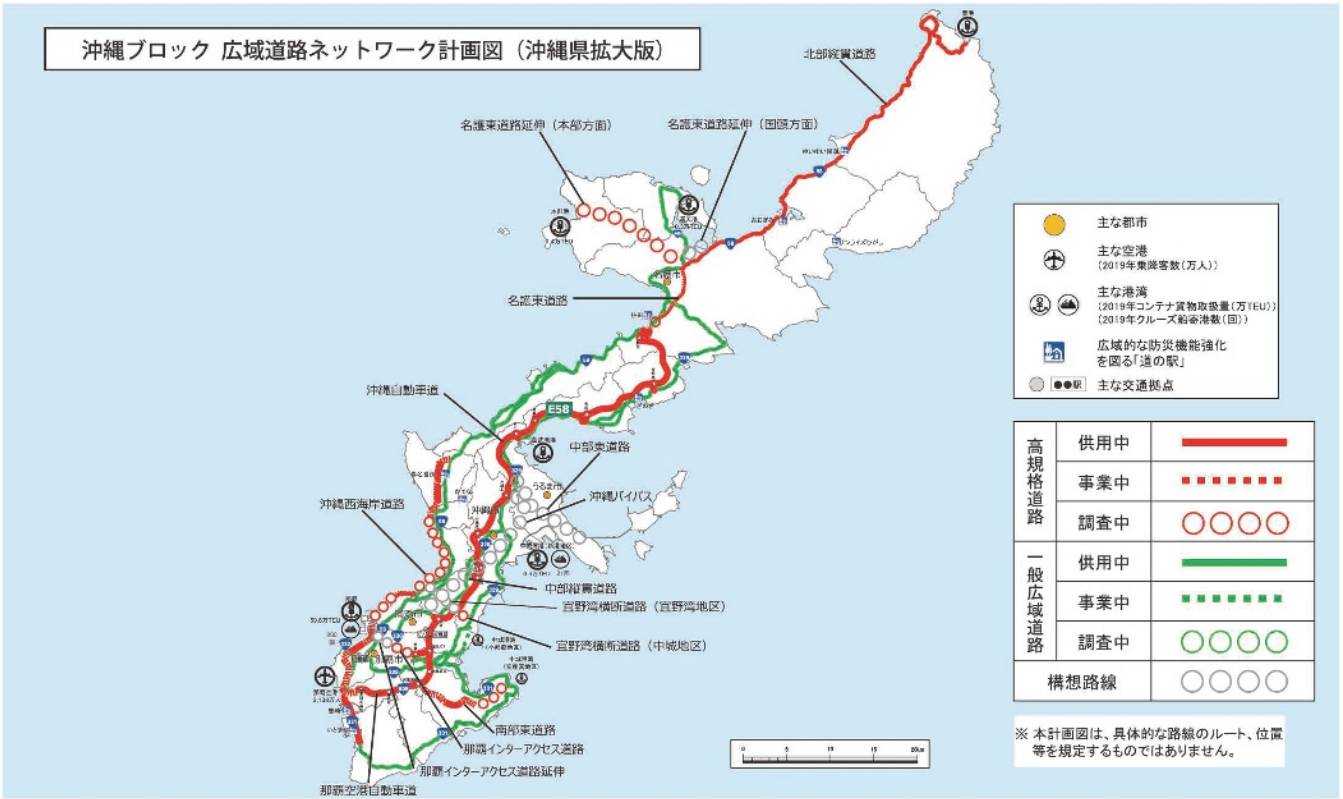 沖縄ブロック 広域道路ネットワーク計画図（沖縄県拡大版）
北部縦貫道路
名護東道路延伸（本部方面）
名護東道路延伸（国頭方面）
58
58
名護市
名護東道路
58
沖縄自動車道
E58
中部東道路
うるま市
沖縄バイパス
沖縄西海岸道路
58
中部縦貫道路
宜野湾横断道路（宜野湾地区）
宜野湾横断道路（中城地区）
那覇市
南部東道路
331
那覇インターアクセス道路
那覇インターアクセス道路延伸
那覇空港自動車道
0 5 10 15 20km
主な都市
主な空港
（2019年乗降客数（万人））
主な港湾
（2019年コンテナ貨物取扱量（万TEU））
（2019年クルーズ船寄港数（回））
広域的な防災機能強化
を図る「道の駅」
●●駅
主な交通拠点
高規格道路
供用中
事業中
調査中
一般広域道路
供用中
事業中
調査中
構想路線
※ 本計画図は、具体的な路線のルート、位置
等を規定するものではありません。